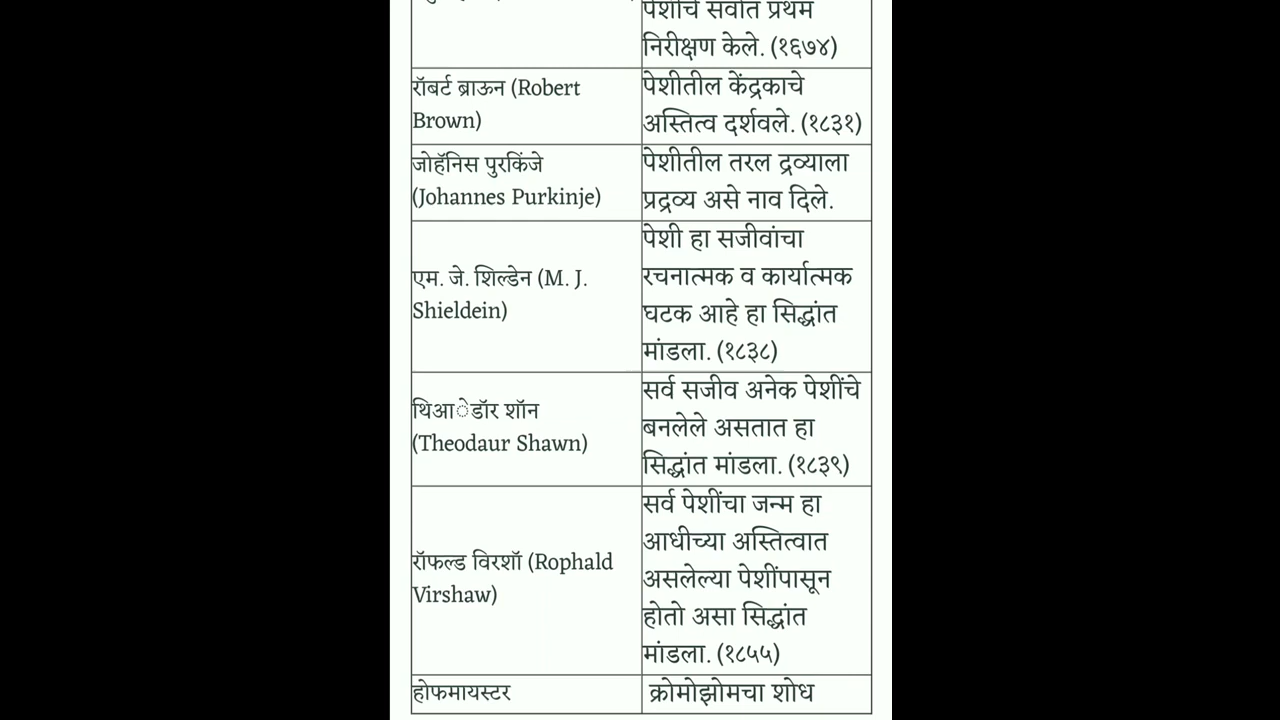 पेशीचे सर्वात प्रथम
निरीक्षण केले. (१६७४)
रॉबर्ट ब्राऊन (Robert
Brown)
पेशीतील केंद्रकाचे
अस्तित्व दर्शवले. (१८३१)
जोहॅनिस पुरकिंजे
(Johannes Purkinje)
पेशीतील तरल द्रव्याला
प्रद्रव्य असे नाव दिले.
एम. जे. शिल्डेन (M. J.
Shieldein)
पेशी हा सजीवांचा
रचनात्मक व कार्यात्मक
घटक आहे हा सिद्धांत
मांडला. (१८३८)
थिआेडॉर शॉन
(Theodaur Shawn)
सर्व सजीव अनेक पेशींचे
बनलेले असतात हा
सिद्धांत मांडला. (१८३९)
रॉफल्ड विरशॉ (Rophald
Virshaw)
सर्व पेशींचा जन्म हा
आधीच्या अस्तित्वात
असलेल्या पेशींपासून
होतो असा सिद्धांत
मांडला. (१८५५)
होफमायस्टर
क्रोमोझोमचा शोध